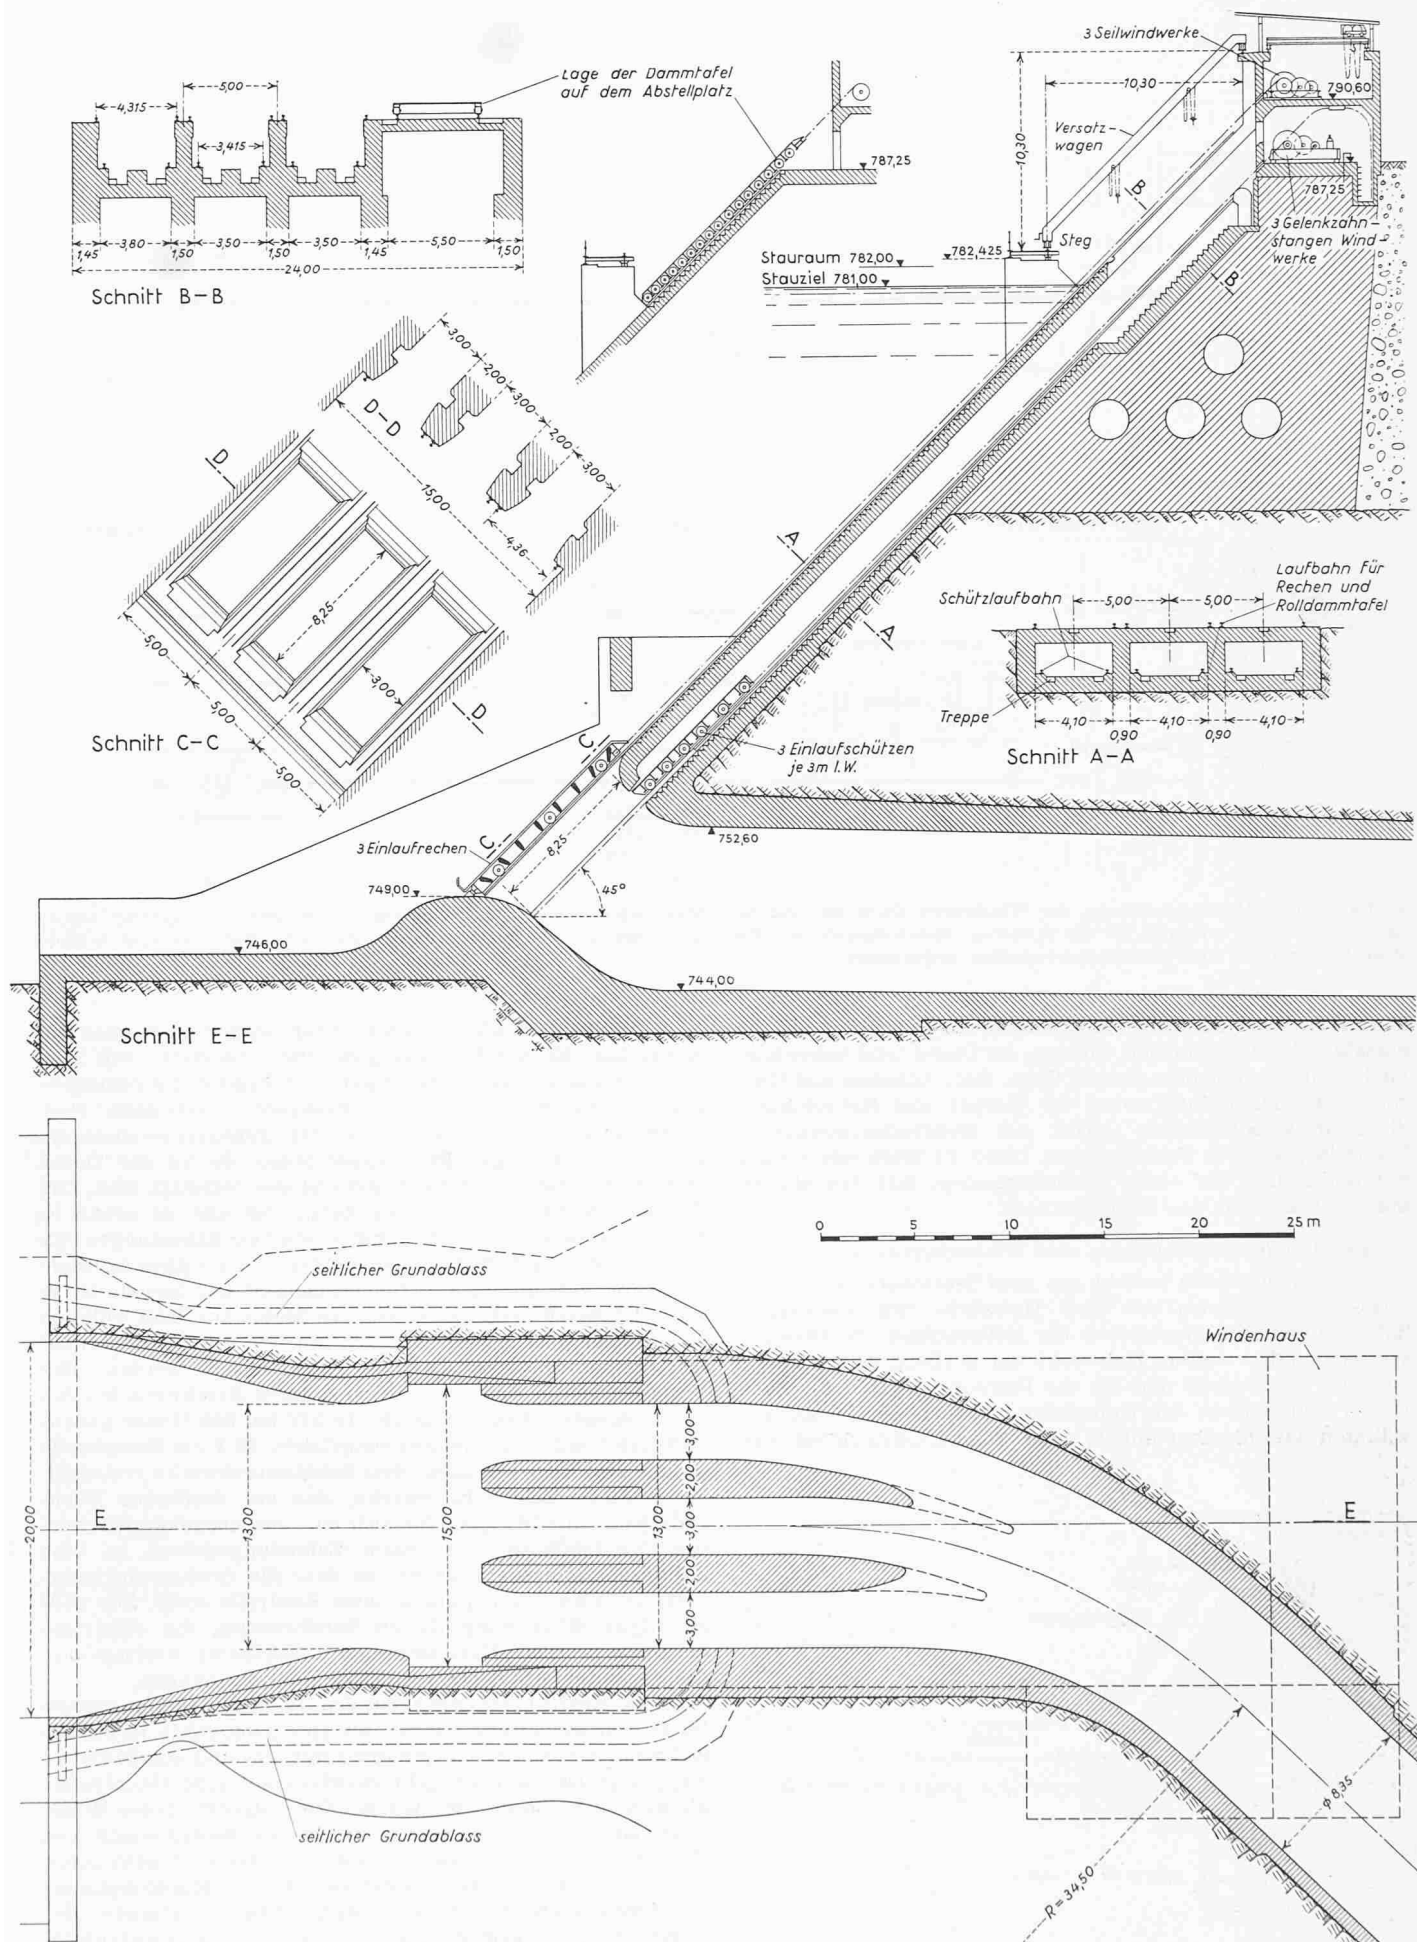 4,315
5,00
3,415
1,45
3,80
1,50
3,50
1,50
3,50
1,45
5,50
1,50
24,00
Schnitt B–B
Lage der Dammtafel
auf dem Abstellplatz
787,25
3 Seilwindwerke
10,30
10,30
Versatz-
wagen
790,60
787,25
B
B
3 Gelenkzahn-
stangen Wind-
werke
Steg
Stauraum 782,00
782,425
Stauziel 781,00
3,00
2,00
3,00
2,00
3,00
D–D
15,00
4,36
D
D
8,25
3,00
5,00
5,00
5,00
Schnitt C–C
A
A
Schützlaufbahn
5,00
5,00
Laufbahn für
Rechen und
Rolldammtafel
Treppe
4,10
0,90
4,10
0,90
4,10
Schnitt A–A
C
C
3 Einlaufschützen
je 3m l.W.
3 Einlaufrechen
8,25
752,60
749,00
45°
746,00
744,00
Schnitt E–E
0
5
10
15
20
25 m
seitlicher Grundablass
Windenhaus
20,00
E
13,00
15,00
13,00
3,00
2,00
3,00
2,00
3,00
E
seitlicher Grundablass
R=34,50
φ 8,35